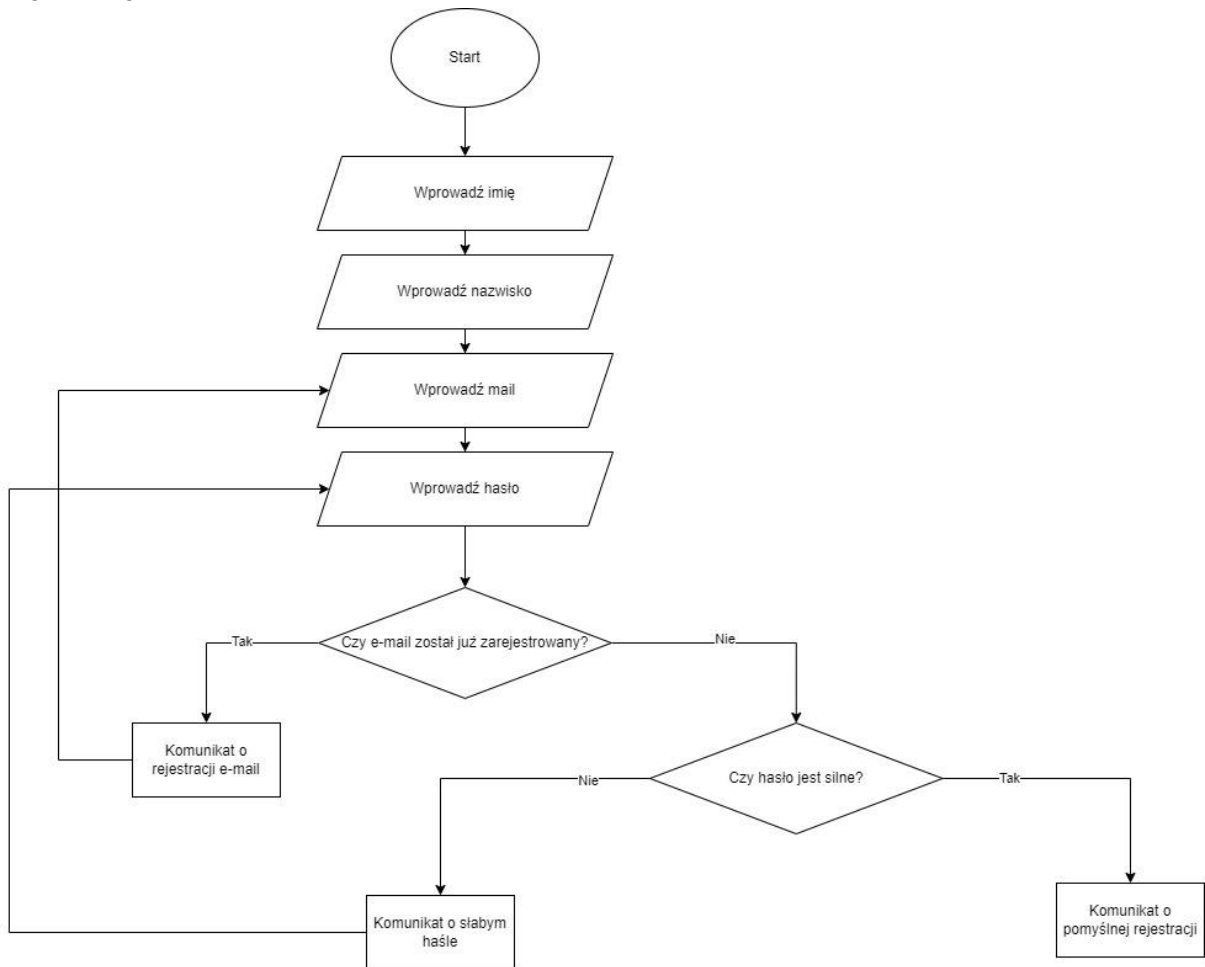 Start
Wprowadź imię
Wprowadź nazwisko
Wprowadź mail
Wprowadź hasło
Czy e-mail został już zarejestrowany?
Tak
Nie
Komunikat o
rejestracji e-mail
Czy hasło jest silne?
Nie
Tak
Komunikat o słabym
haśle
Komunikat o
pomyślnej rejestracji